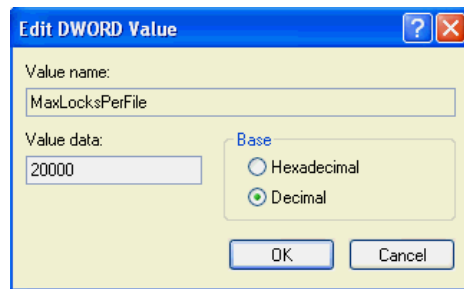 Edit DWORD Value
Value name:
MaxLocksPerFile
Value data:
20000
Base
Hexadecimal
Decimal
OK
Cancel